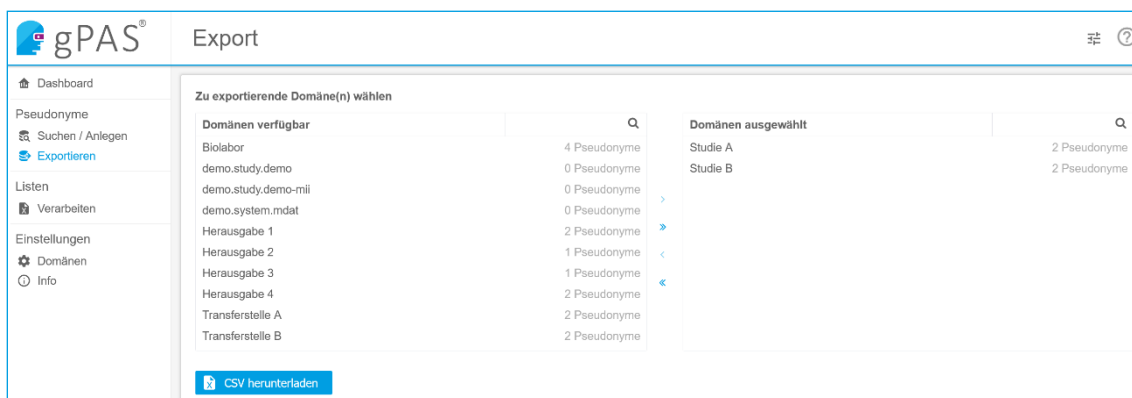 gPAS®
Export
Dashboard
Pseudonyme
Suchen / Anlegen
Exportieren
Listen
Verarbeiten
Einstellungen
Domänen
Info
Zu exportierende Domäne(n) wählen
Domänen verfügbar
Biolabor 4 Pseudonyme
demo.study.demo 0 Pseudonyme
demo.study.demo-mii 0 Pseudonyme
demo.system.mdat 0 Pseudonyme
Herausgabe 1 2 Pseudonyme
Herausgabe 2 1 Pseudonyme
Herausgabe 3 1 Pseudonyme
Herausgabe 4 2 Pseudonyme
Transferstelle A 2 Pseudonyme
Transferstelle B 2 Pseudonyme
Domänen ausgewählt
Studie A 2 Pseudonyme
Studie B 2 Pseudonyme
CSV herunterladen